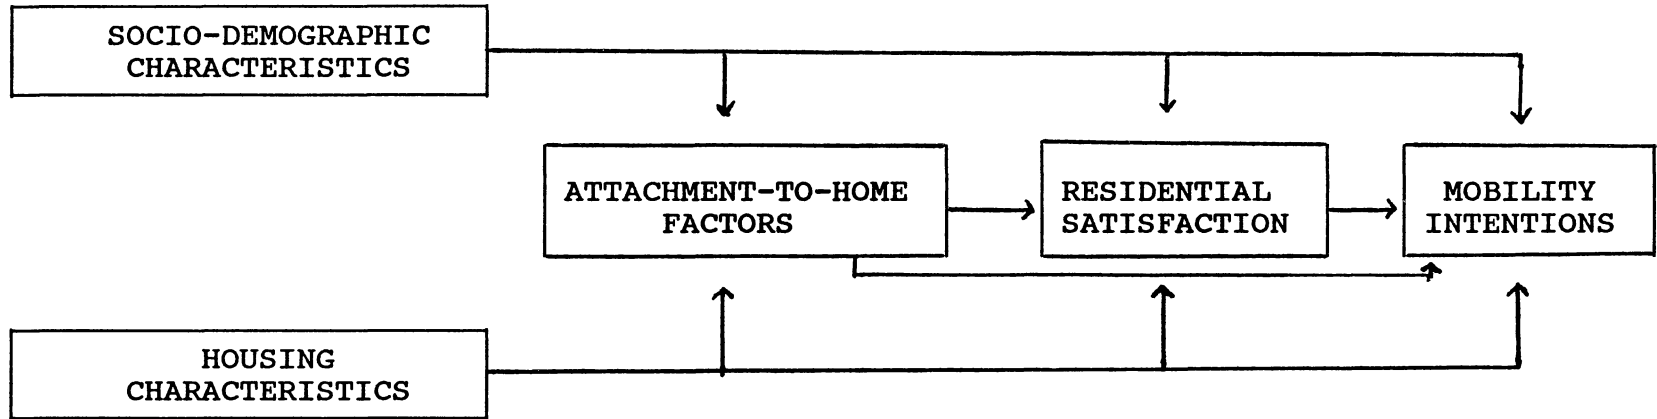 SOCIO-DEMOGRAPHIC
CHARACTERISTICS
ATTACHMENT-TO-HOME
FACTORS
RESIDENTIAL
SATISFACTION
MOBILITY
INTENTIONS
HOUSING
CHARACTERISTICS